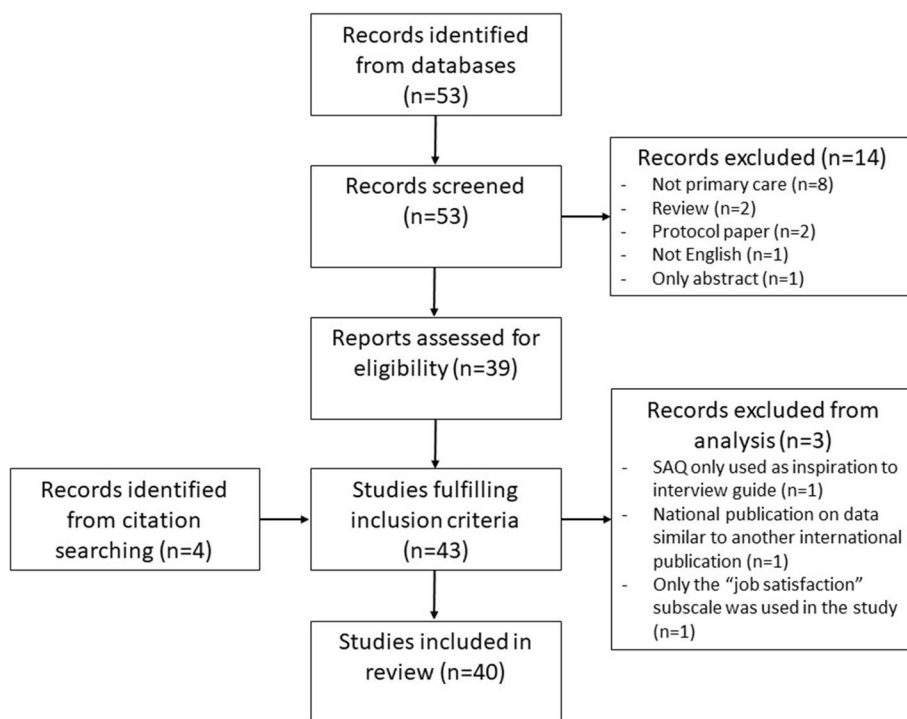 Records identified
from databases
(n=53)
Records screened
(n=53)
Records excluded (n=14)
- Not primary care (n=8)
- Review (n=2)
- Protocol paper (n=2)
- Not English (n=1)
- Only abstract (n=1)
Reports assessed for
eligibility (n=39)
Records identified
from citation
searching (n=4)
Studies fulfilling
inclusion criteria
(n=43)
Records excluded from
analysis (n=3)
- SAQ only used as inspiration to
interview guide (n=1)
- National publication on data
similar to another international
publication (n=1)
- Only the “job satisfaction”
subscale was used in the study
(n=1)
Studies included in
review (n=40)